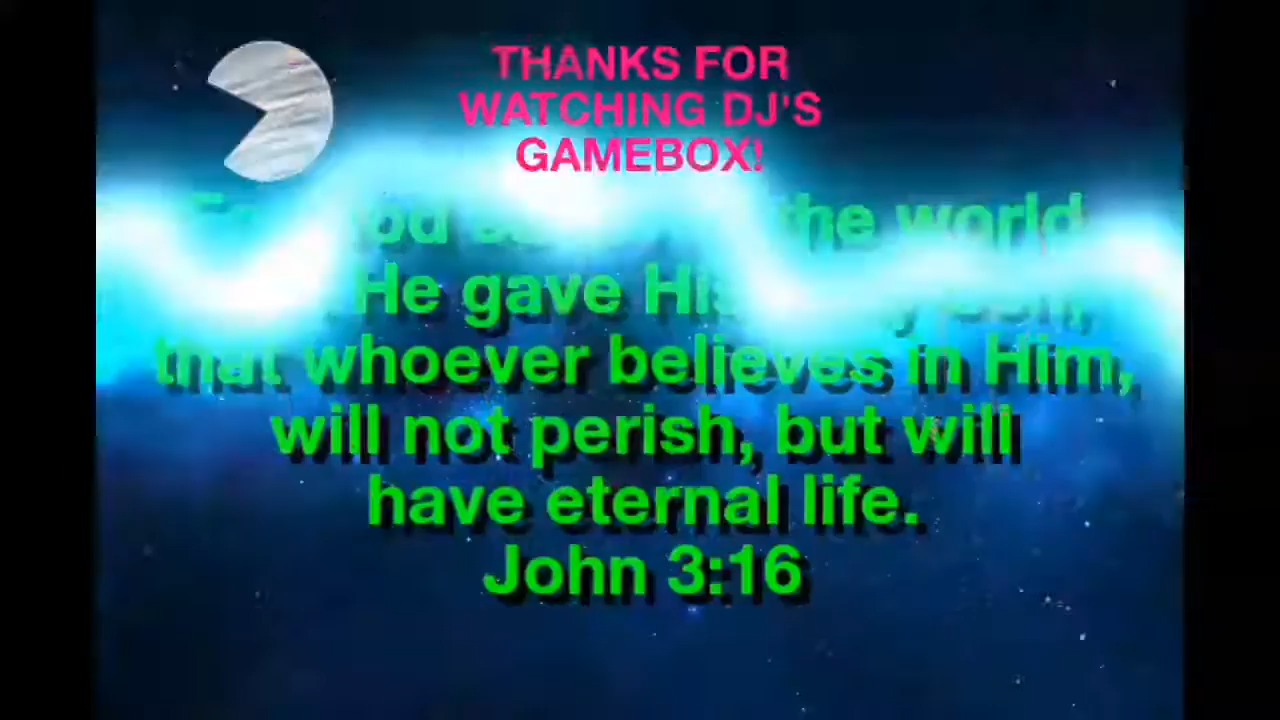 THANKS FOR
WATCHING DJ'S
GAMEBOX!
the world
He gave His
that whoever believes in Him,
will not perish, but will
have eternal life.
John 3:16